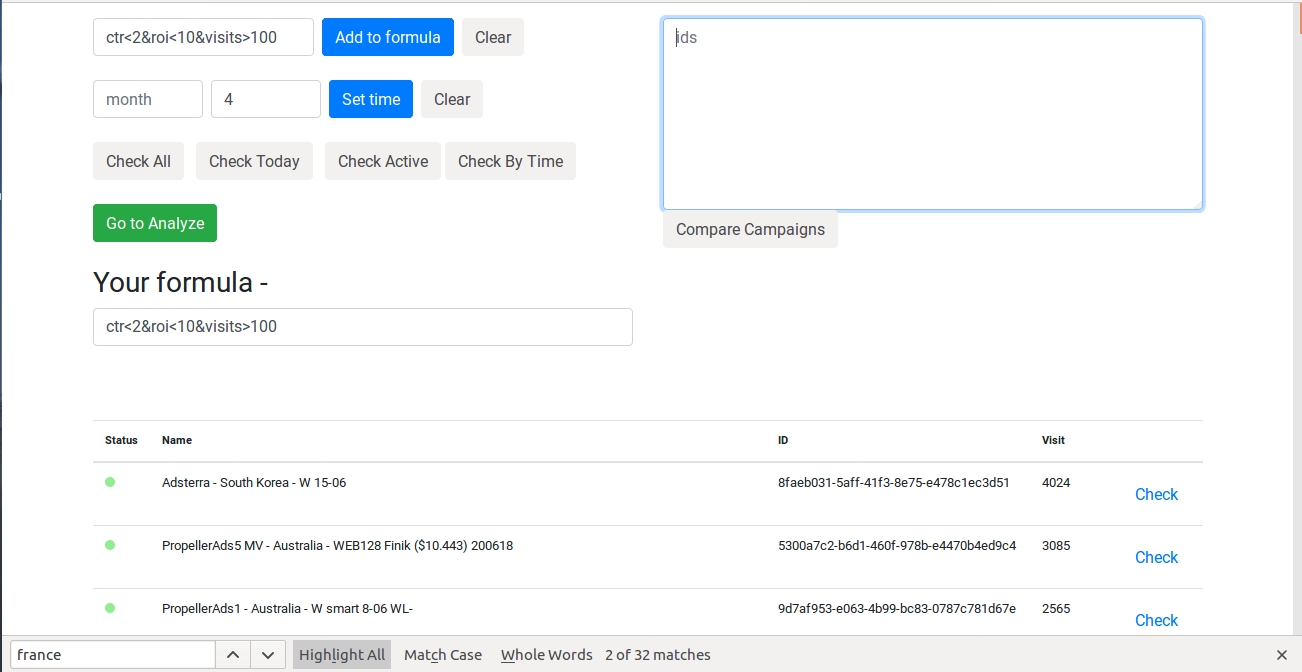 ctr<2&roi<10&visits>100 Add to formula Clear
ids
month 4 Set time Clear
Check All Check Today Check Active Check By Time
Go to Analyze
Compare Campaigns
Your formula -
ctr<2&roi<10&visits>100
Status Name ID Visit
Adsterra - South Korea - W 15-06 8faeb031-5aff-41f3-8e75-e478c1ec3d51 4024 Check
PropellerAds5 MV - Australia - WEB128 Finik ($10.443) 200618 5300a7c2-b6d1-460f-978b-e4470b4ed9c4 3085 Check
PropellerAds1 - Australia - W smart 8-06 WL- 9d7af953-e063-4b99-bc83-0787c781d67e 2565 Check
france Highlight All Match Case Whole Words 2 of 32 matches